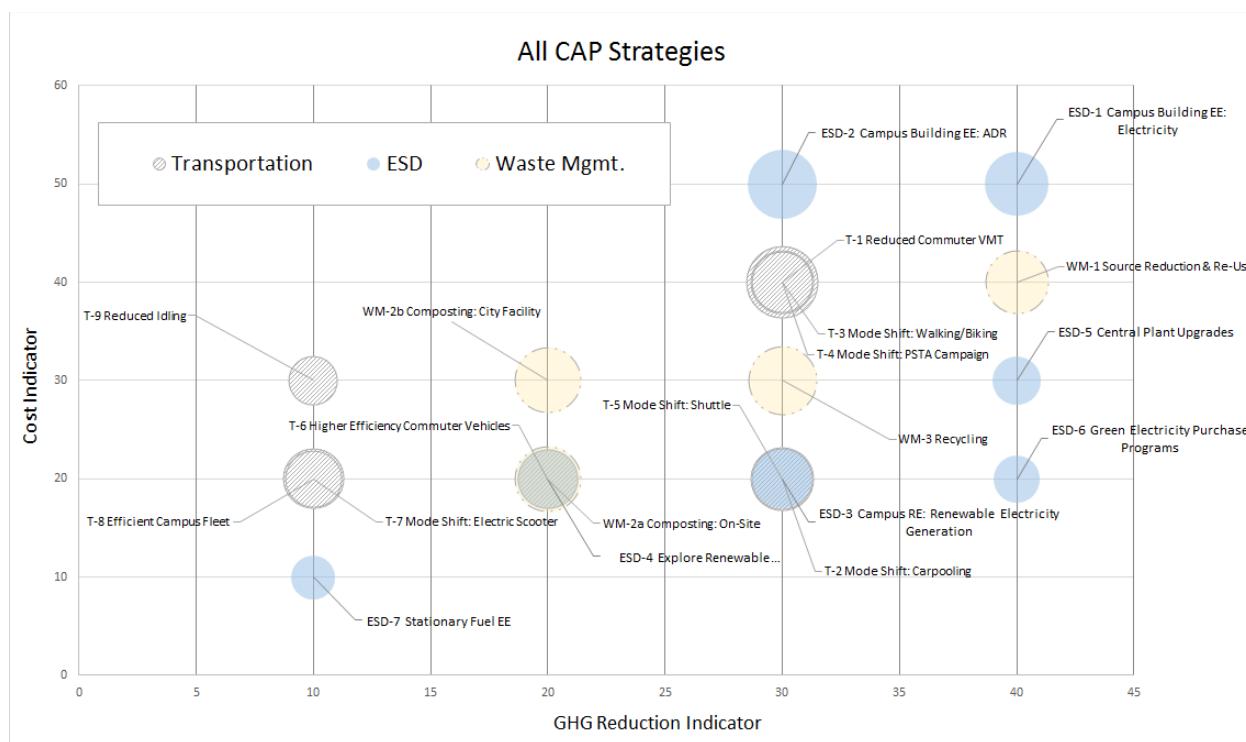 All CAP Strategies
60
50
40
30
20
10
0
Cost Indicator
Transportation
ESD
Waste Mgmt.
ESD-2 Campus Building EE: ADR
ESD-1 Campus Building EE:
Electricity
T-1 Reduced Commuter VMT
WM-1 Source Reduction & Re-Us
T-9 Reduced Idling
WM-2b Composting: City Facility
T-3 Mode Shift: Walking/Biking
ESD-5 Central Plant Upgrades
T-4 Mode Shift: PSTA Campaign
T-5 Mode Shift: Shuttle
T-6 Higher Efficiency Commuter Vehicles
WM-3 Recycling
ESD-6 Green Electricity Purchase
Programs
T-8 Efficient Campus Fleet
T-7 Mode Shift: Electric Scooter
WM-2a Composting: On-Site
ESD-3 Campus RE: Renewable Electricity
Generation
ESD-4 Explore Renewable ...
T-2 Mode Shift: Carpooling
ESD-7 Stationary Fuel EE
0 5 10 15 20 25 30 35 40 45
GHG Reduction Indicator